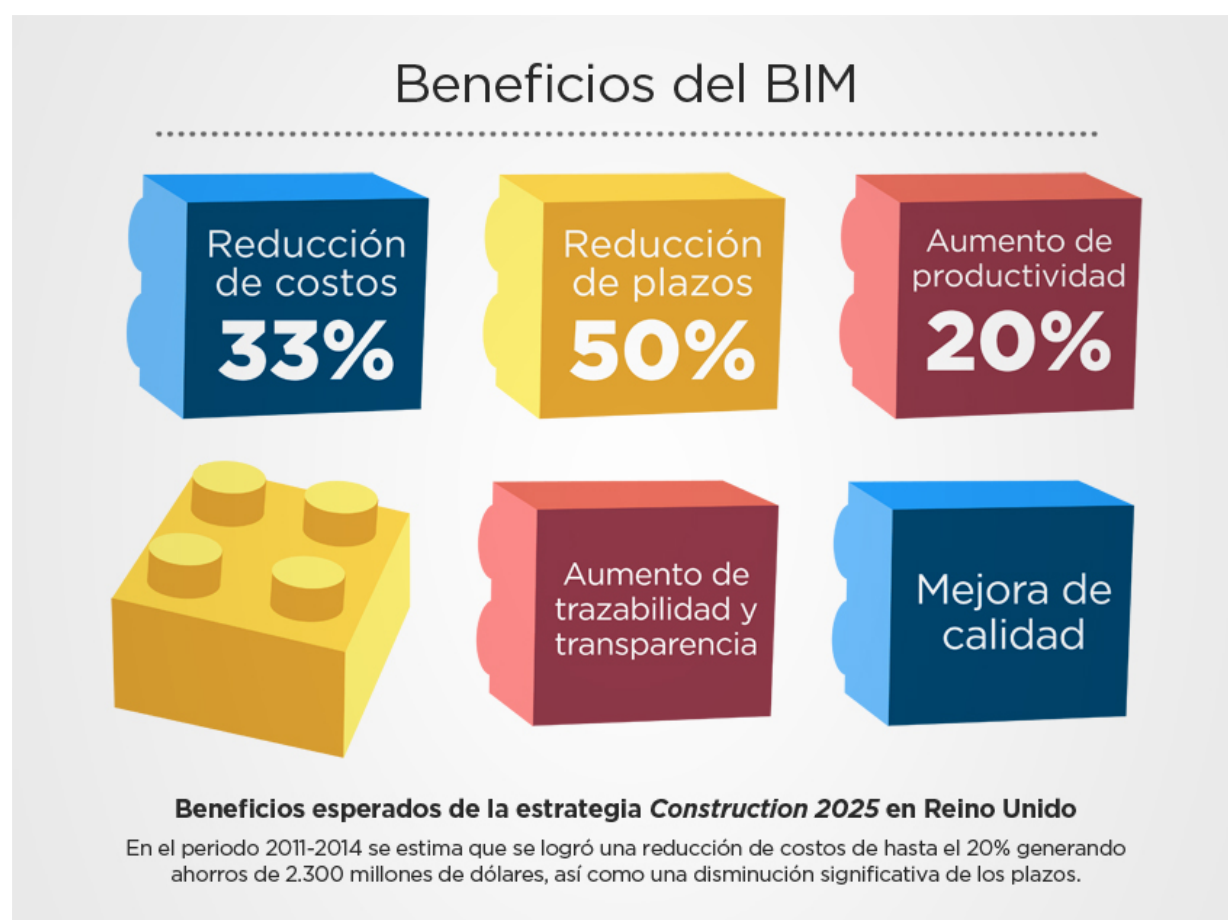 Beneficios del BIM
Reducción
de costos
33%
Reducción
de plazos
50%
Aumento de
productividad
20%
Aumento de
trazabilidad y
transparencia
Mejora de
calidad
Beneficios esperados de la estrategia Construction 2025 en Reino Unido
En el periodo 2011-2014 se estima que se logró una reducción de costos de hasta el 20% generando
ahorros de 2.300 millones de dólares, así como una disminución significativa de los plazos.